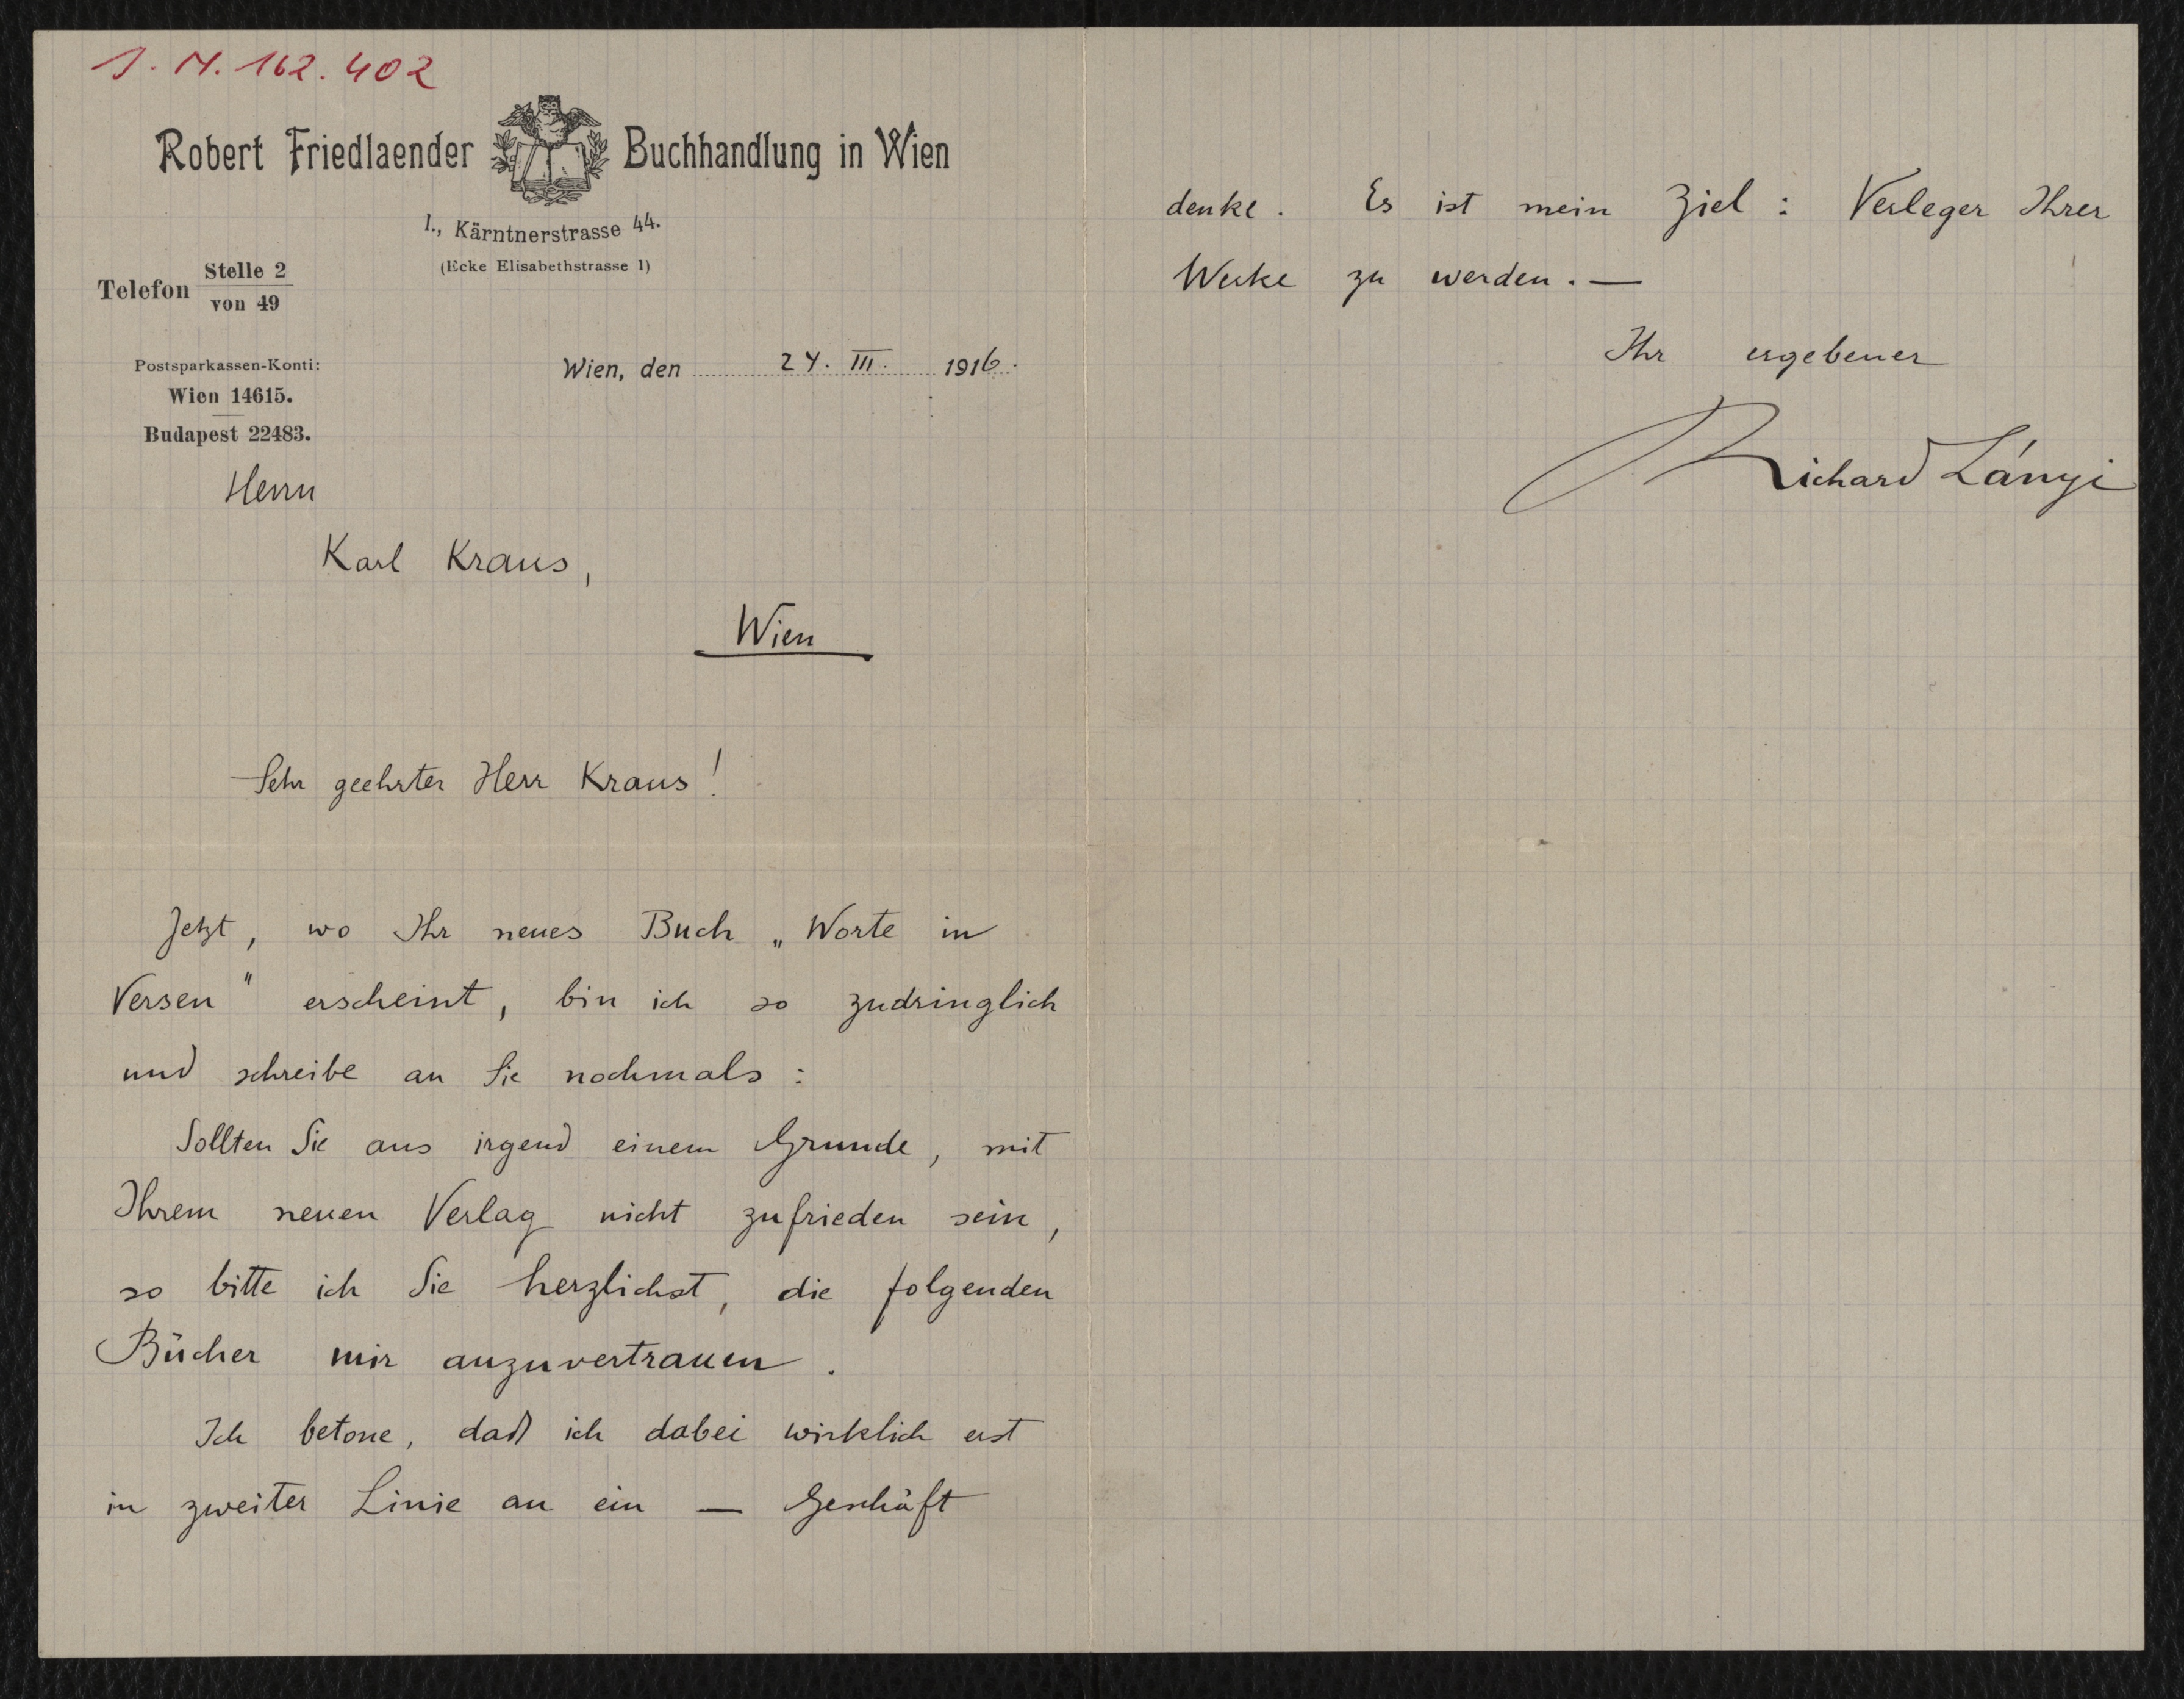 I. N. 162.402
Robert Friedlaender Buchhandlung in Wien
I., Kärntnerstrasse 44.
(Ecke Elisabethstrasse 1)
Telefon Stelle 2
von 49
Postsparkassen-Konti:
Wien 14615.
Budapest 22483.
Wien, den 24. III. 1916.
Herrn
Karl Kraus,
Wien
Sehr geehrter Herr Kraus!
Jetzt, wo Ihr neues Buch „Worte in
Versen" erscheint, bin ich so zudringlich
und schreibe an Sie nochmals:
Sollten Sie aus irgend einem Grunde, mit
Ihrem neuen Verlag nicht zufrieden sein,
so bitte ich Sie herzlichst, die folgenden
Bücher mir anzuvertrauen.
Ich betone, daß ich dabei wirklich erst
in zweiter Linie an ein — Geschäft
denke. Es ist mein Ziel: Verleger Ihrer
Werke zu werden. —
Ihr ergebener
Richard Lányi